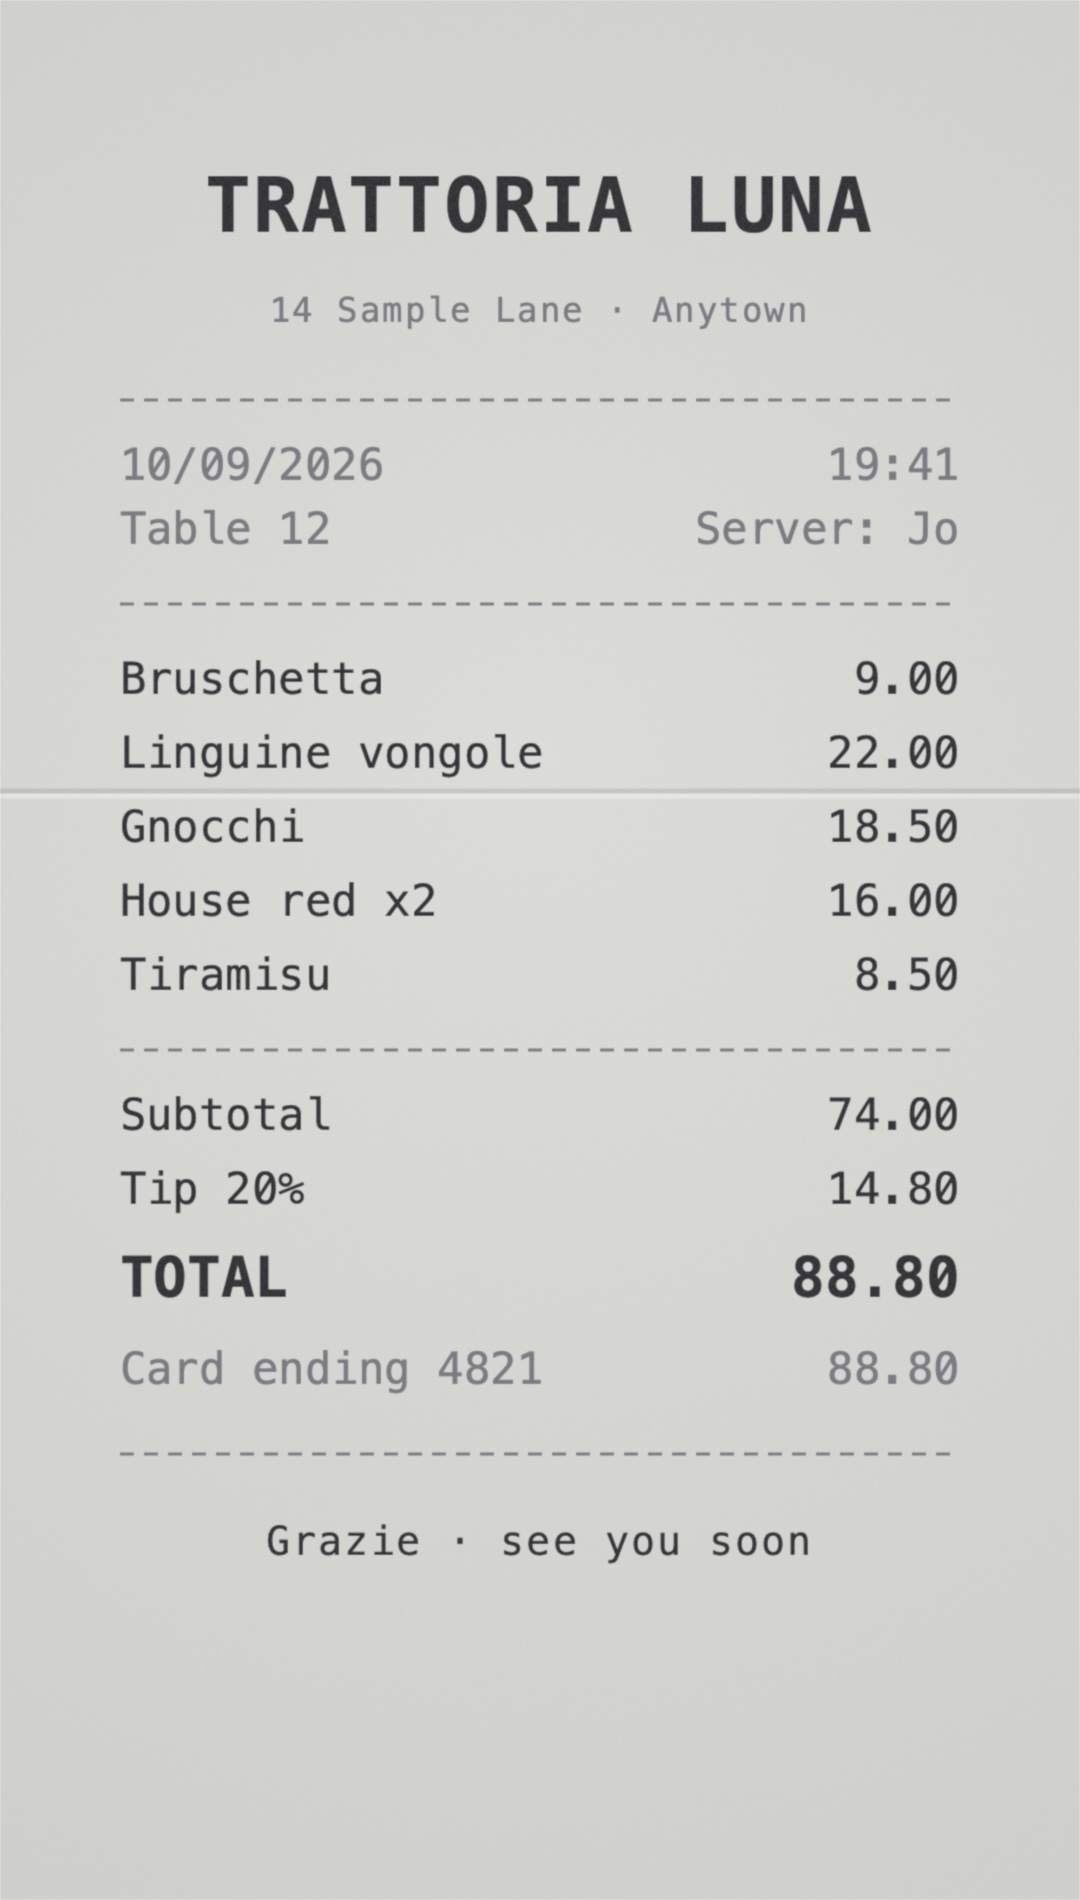 TRATTORIA LUNA
14 Sample Lane · Anytown
10/09/2026 19:41
Table 12 Server: Jo
Bruschetta 9.00
Linguine vongole 22.00
Gnocchi 18.50
House red x2 16.00
Tiramisu 8.50
Subtotal 74.00
Tip 20% 14.80
TOTAL 88.80
Card ending 4821 88.80
Grazie · see you soon